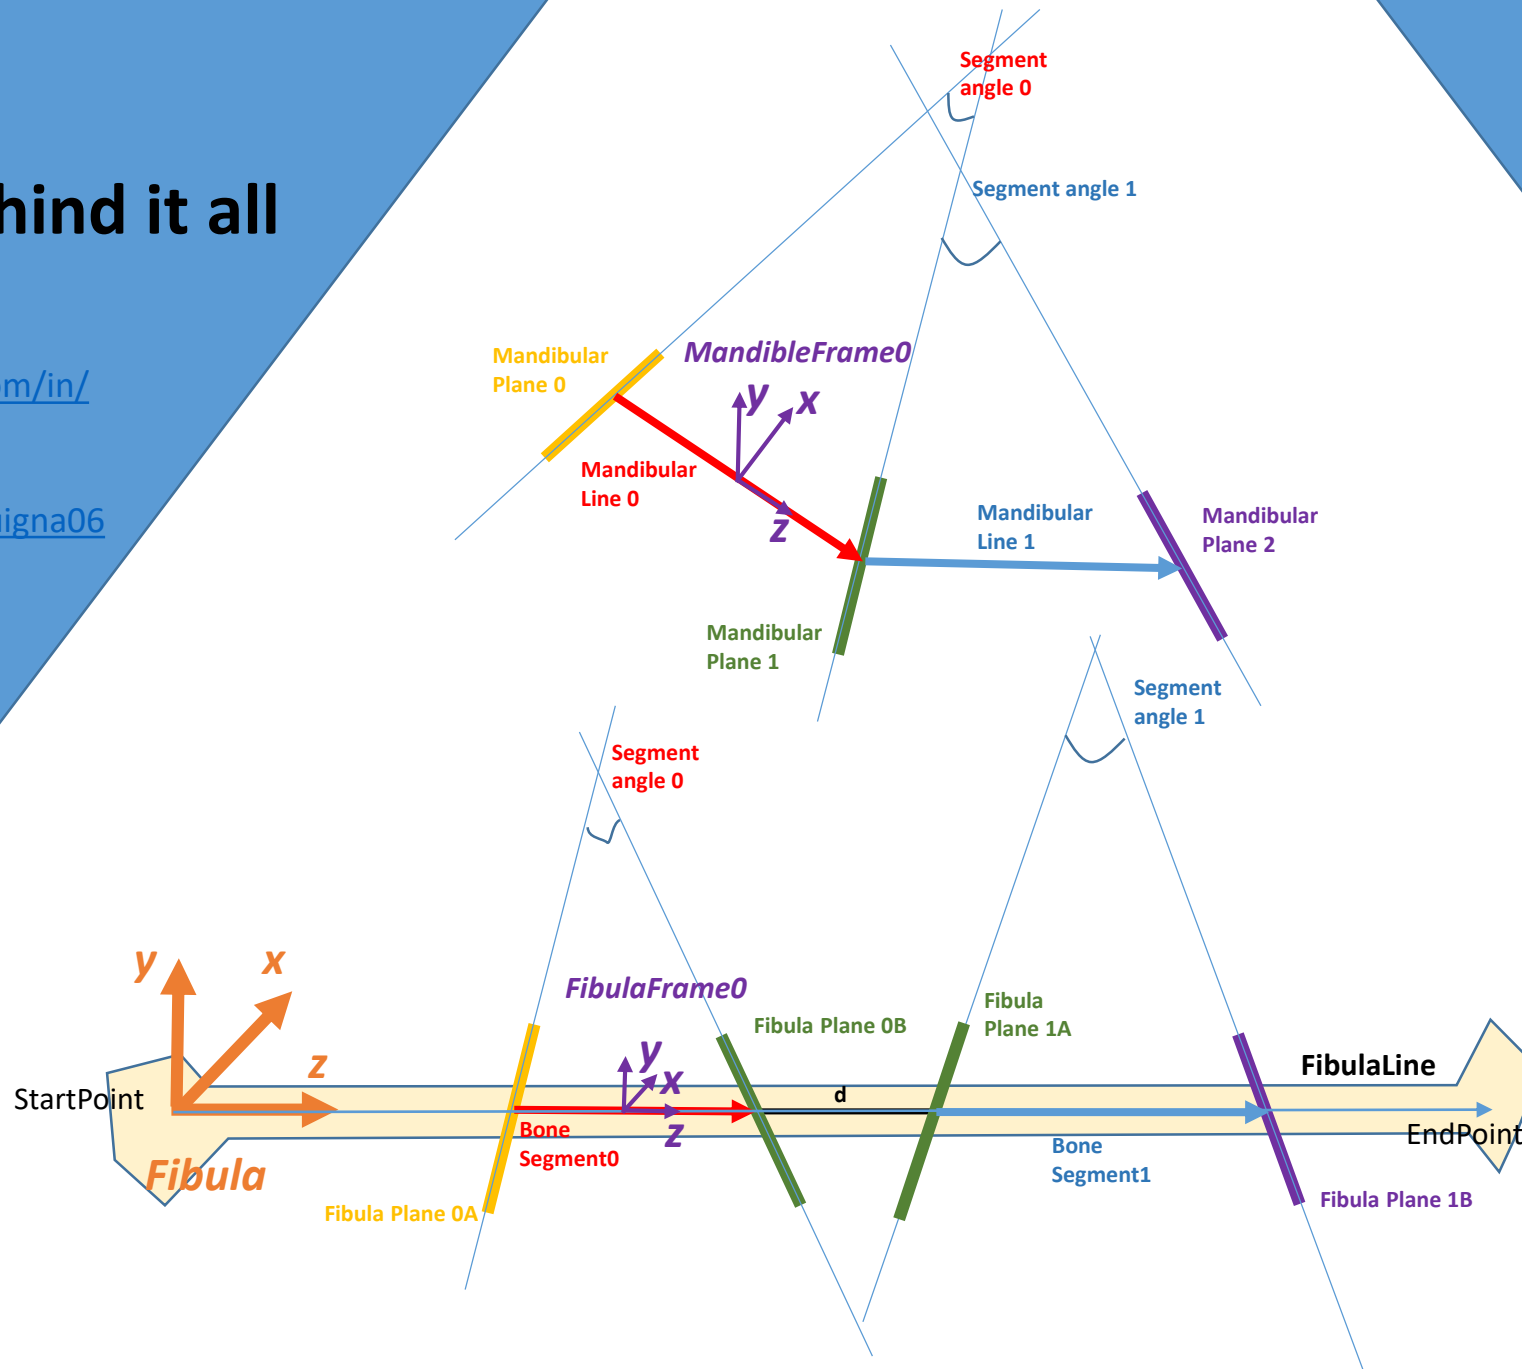 Segment
angle 0
hind it all
Segment angle 1
Mandibular
Plane 0
MandibleFrame0
om/in/
y
x
Mandibular
Line 0
z
Mandibular
Line 1
Mandibular
Plane 2
igna06
Mandibular
Plane 1
Segment
angle 1
Segment
angle 0
y
x
z
FibulaFrame0
Fibula
Plane 1A
Fibula Plane 0B
y
x
z
FibulaLine
StartPoint
d
Bone
Segment0
EndPoint
Bone
Segment1
Fibula
Fibula Plane 0A
Fibula Plane 1B